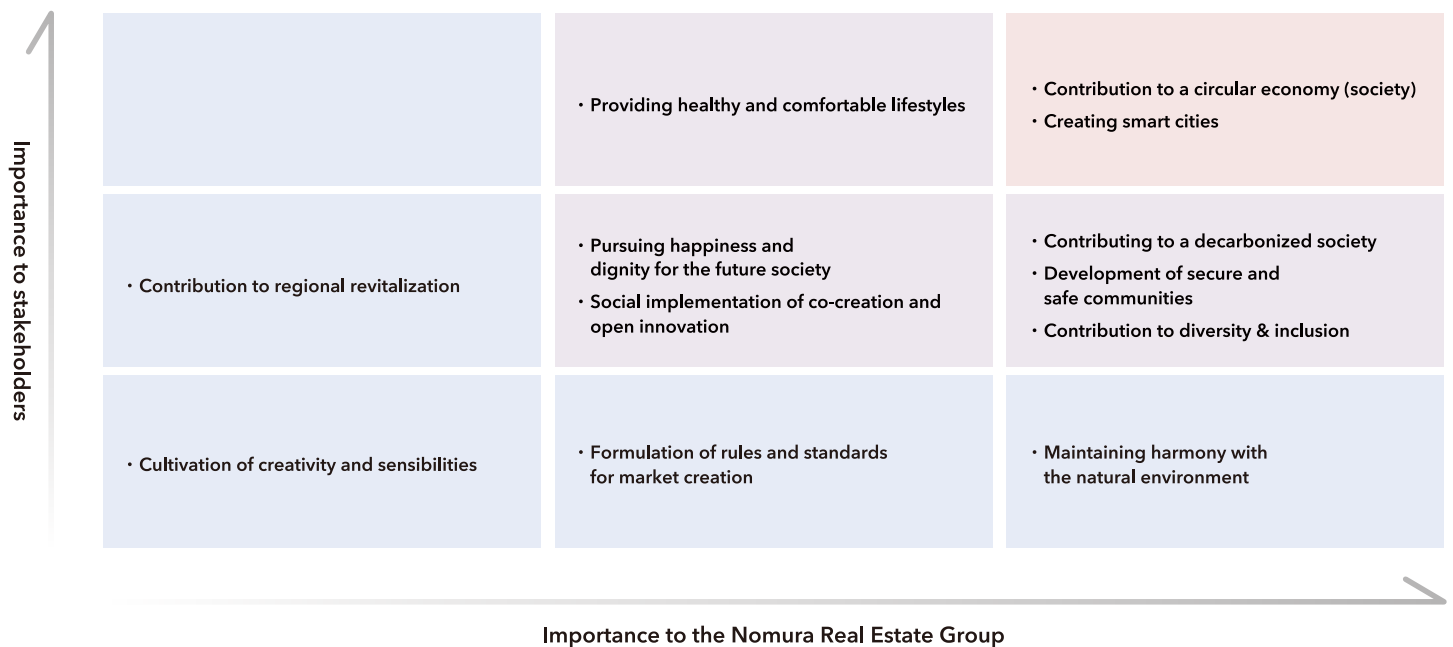 Importance to stakeholders
・Providing healthy and comfortable lifestyles
・Contribution to a circular economy (society)
・Creating smart cities
・Contribution to regional revitalization
・Pursuing happiness and
dignity for the future society
・Social implementation of co-creation and
open innovation
・Contributing to a decarbonized society
・Development of secure and
safe communities
・Contribution to diversity & inclusion
・Cultivation of creativity and sensibilities
・Formulation of rules and standards
for market creation
・Maintaining harmony with
the natural environment
Importance to the Nomura Real Estate Group